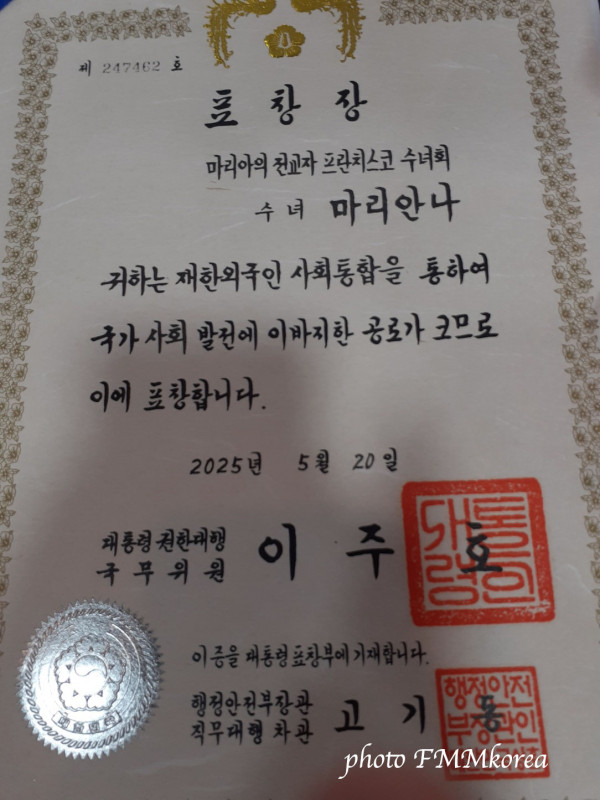 제 247462 호
표 창 장
마리아의 전교자 프란치스코 수녀회
수 녀 마리안나
귀하는 재한외국인 사회통합을 통하여
국가 사회 발전에 이바지한 공로가 크므로
이에 표창합니다.
2025년 5월 20일
대통령 권한대행
국 무 위 원
이 주 호
대통령의인
이 증을 대통령 표창부에 기재합니다.
행정안전부장관
직무대행 차관
고 기 동
행정안전
부장관인
photo FMMkorea